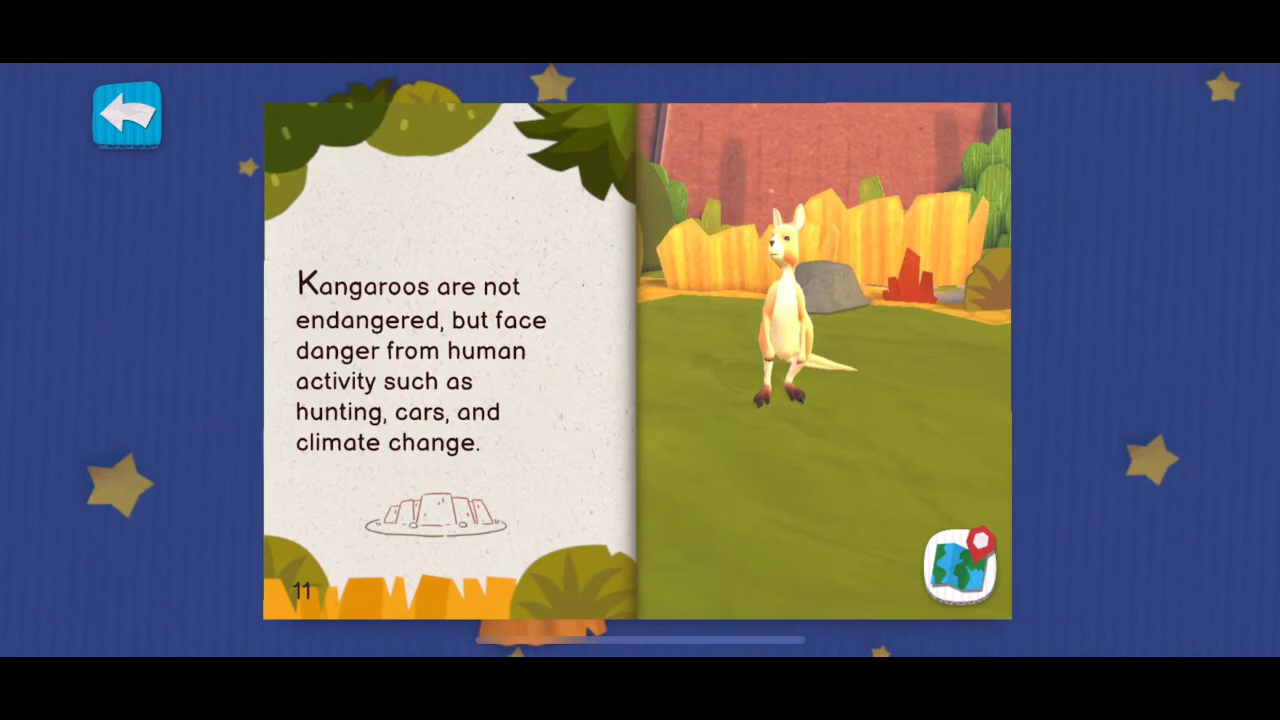 Kangaroos are not
endangered, but face
danger from human
activity such as
hunting, cars, and
climate change.
11